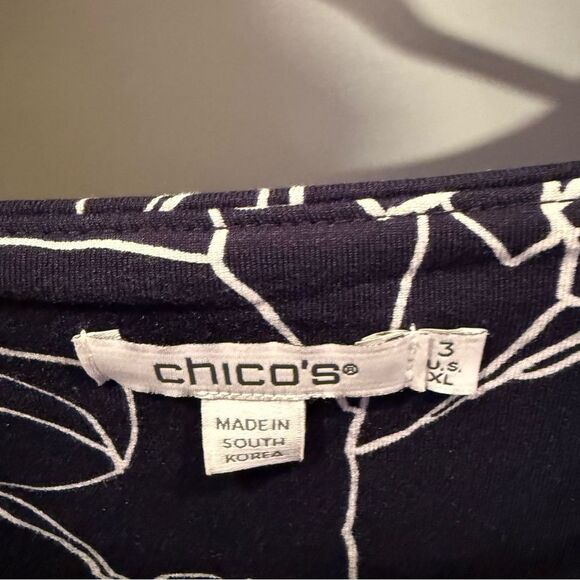 chico's®
3
U.S.
XL
MADE IN
SOUTH
KOREA